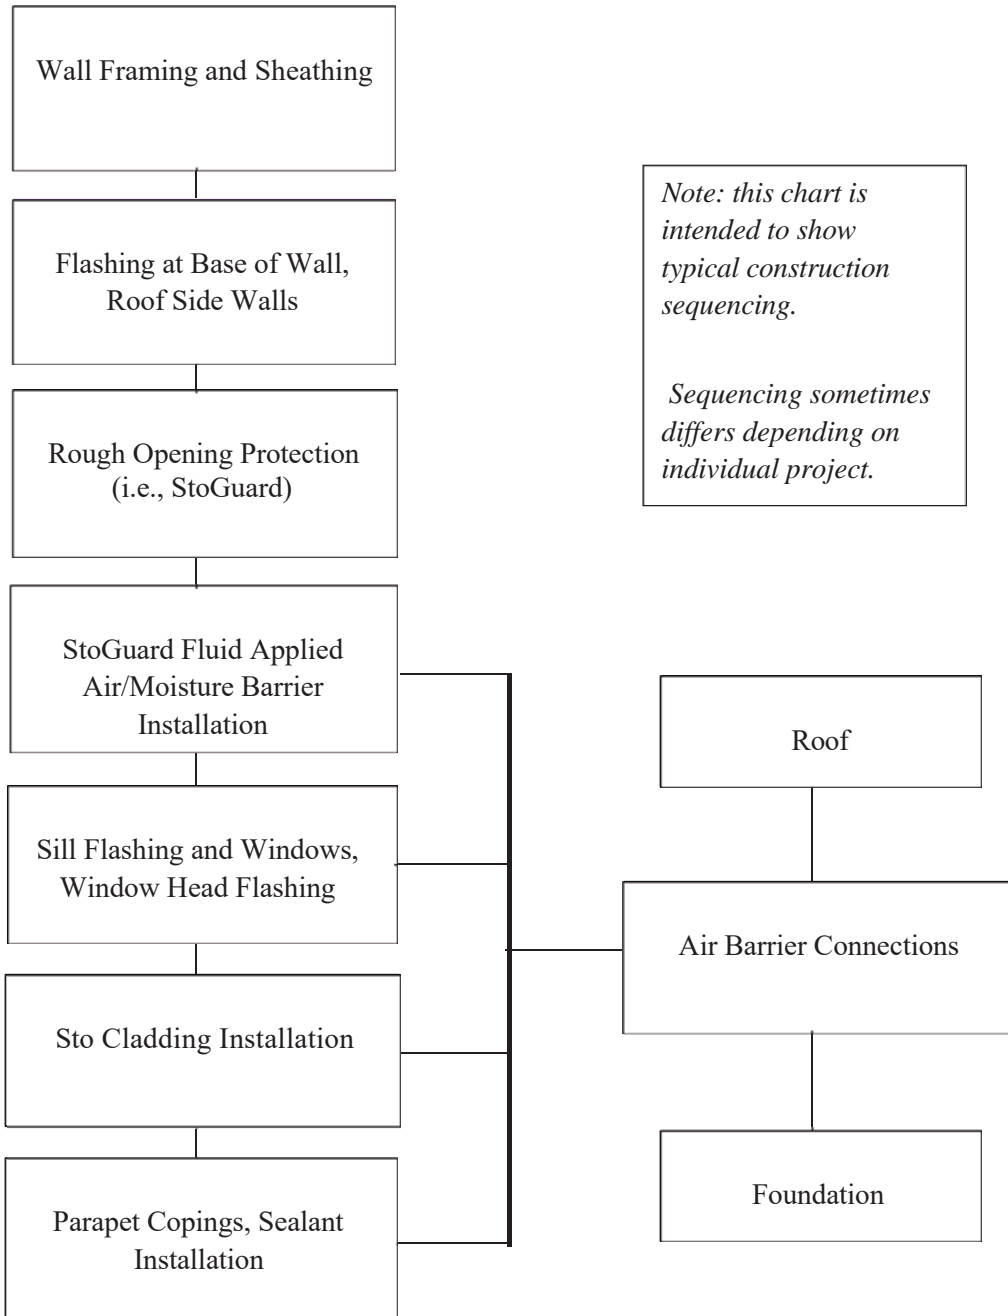 Wall Framing and Sheathing
Flashing at Base of Wall,
Roof Side Walls
Rough Opening Protection
(i.e., StoGuard)
StoGuard Fluid Applied
Air/Moisture Barrier
Installation
Sill Flashing and Windows,
Window Head Flashing
Sto Cladding Installation
Parapet Copings, Sealant
Installation
Note: this chart is
intended to show
typical construction
sequencing.
Sequencing sometimes
differs depending on
individual project.
Roof
Air Barrier Connections
Foundation